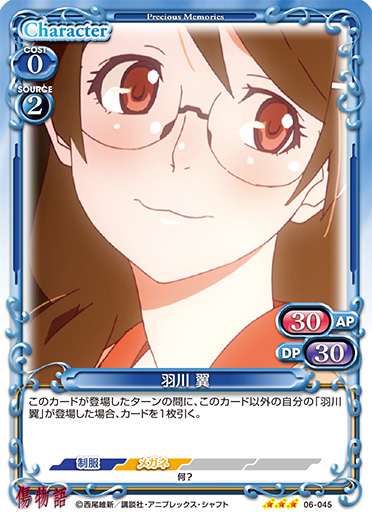 Precious Memories
Character
COST
0
SOURCE
2
30 AP
DP 30
羽川 翼
このカードが登場したターンの間に、このカード以外の自分の「羽川
翼」が登場した場合、カードを1枚引く。
制服 メガネ
何?
傷物語 ©西尾維新/講談社・アニプレックス・シャフト ★★★ 06-045